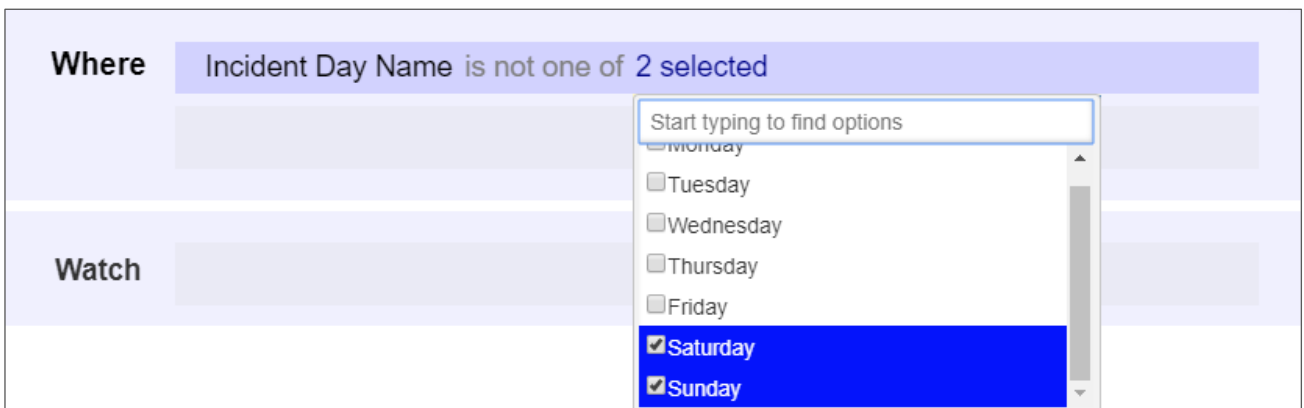 Where Incident Day Name is not one of 2 selected
Start typing to find options
Monday
Tuesday
Wednesday
Thursday
Watch
Friday
Saturday
Sunday